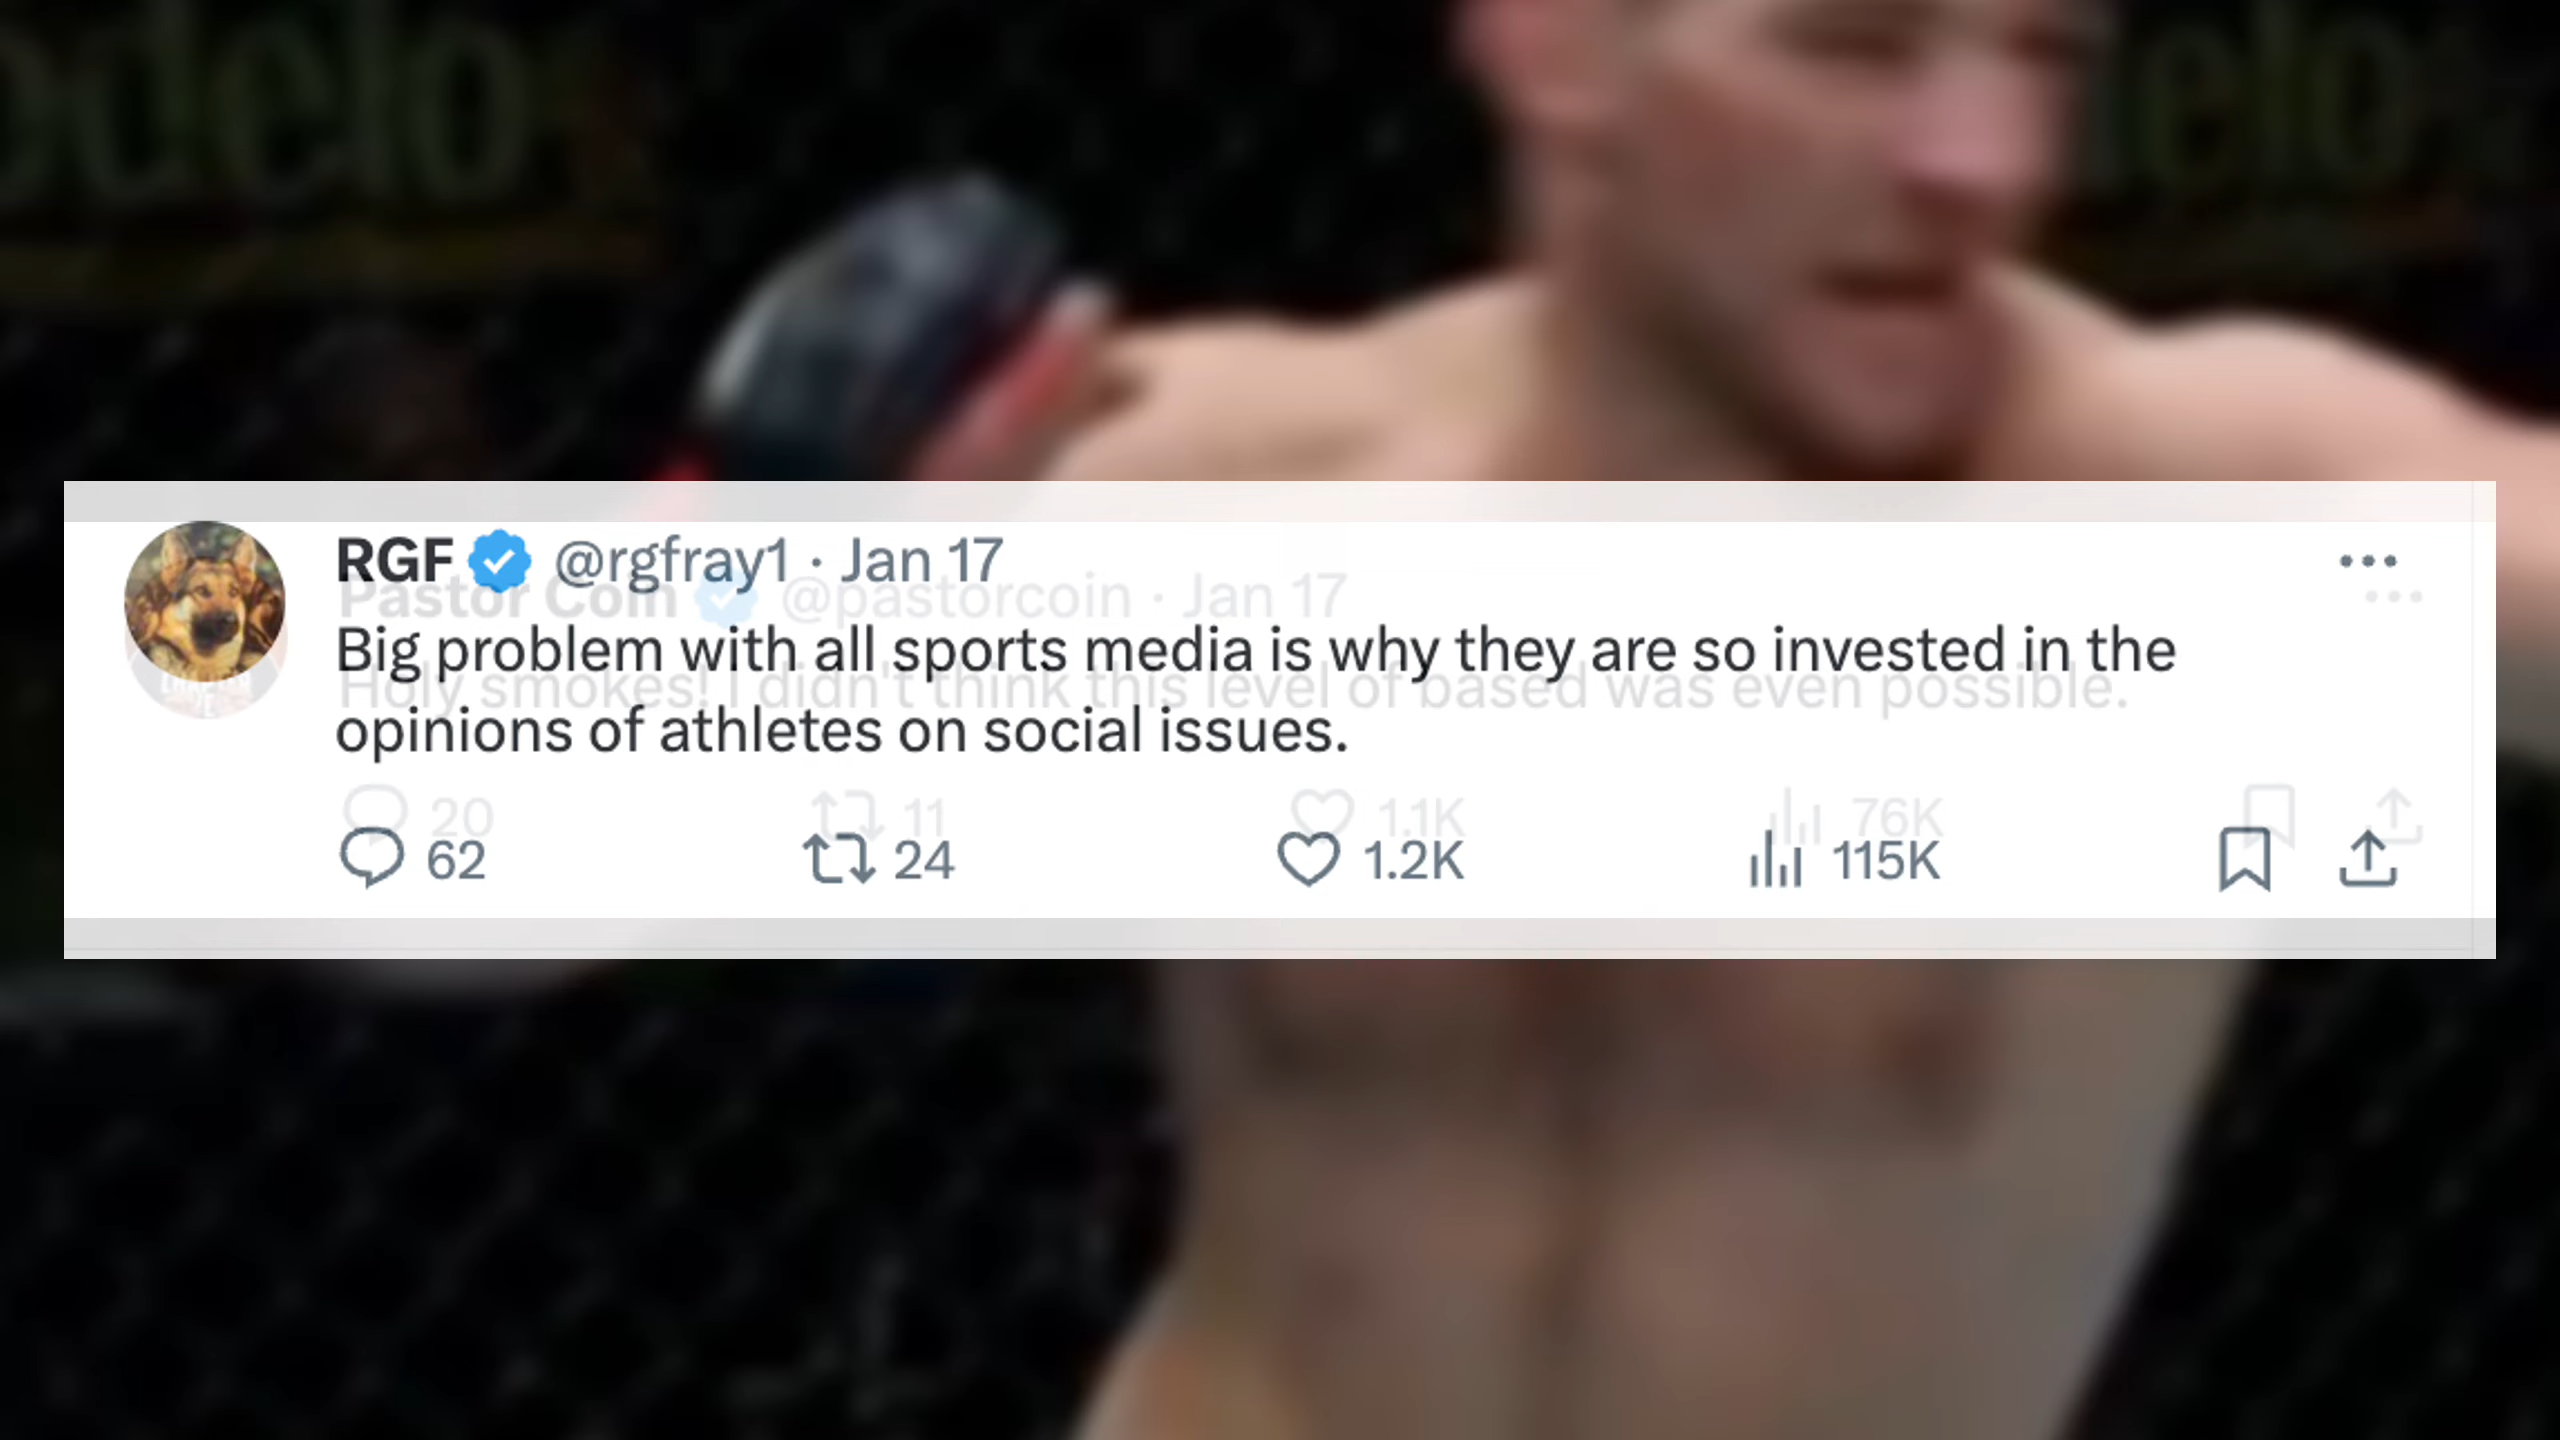 odelo
elo
RGF @rgfray1 · Jan 17
Big problem with all sports media is why they are so invested in the
opinions of athletes on social issues.
62 24 1.2K 115K
Pastor Coin @pastorcoin · Jan 17
Holy smokes! I didn't think this level of based was even possible.
20 11 1.1K 76K